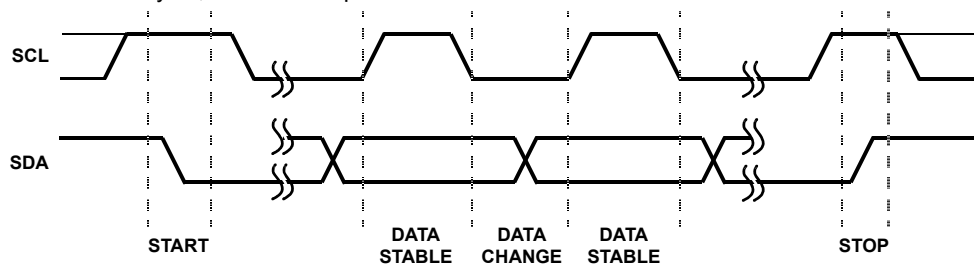 SCL
SDA
START
DATA STABLE
DATA CHANGE
DATA STABLE
STOP